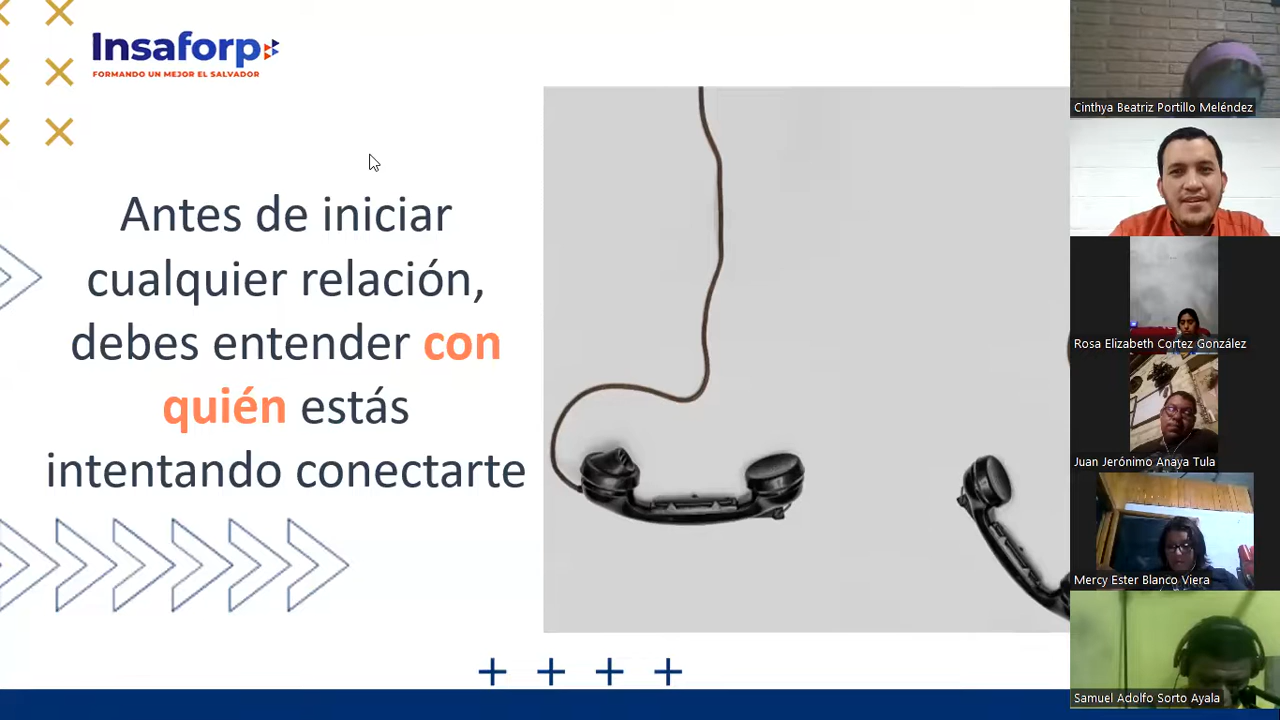 Insaforp
FORMANDO UN MEJOR EL SALVADOR
Antes de iniciar
cualquier relación,
debes entender con
quién estás
intentando conectarte
Cinthya Beatriz Portillo Meléndez
Rosa Elizabeth Cortez González
Juan Jerónimo Anaya Tula
Mercy Ester Blanco Viera
Samuel Adolfo Sorto Ayala